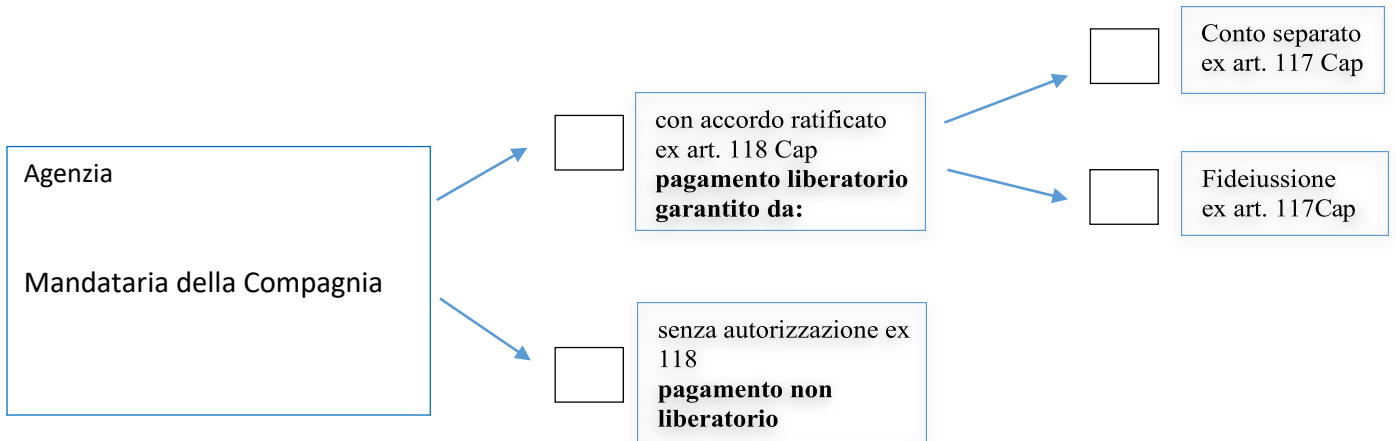 Agenzia
Mandataria della Compagnia
con accordo ratificato
ex art. 118 Cap
pagamento liberatorio
garantito da:
senza autorizzazione ex
118
pagamento non
liberatorio
Conto separato
ex art. 117 Cap
Fideiussione
ex art. 117Cap